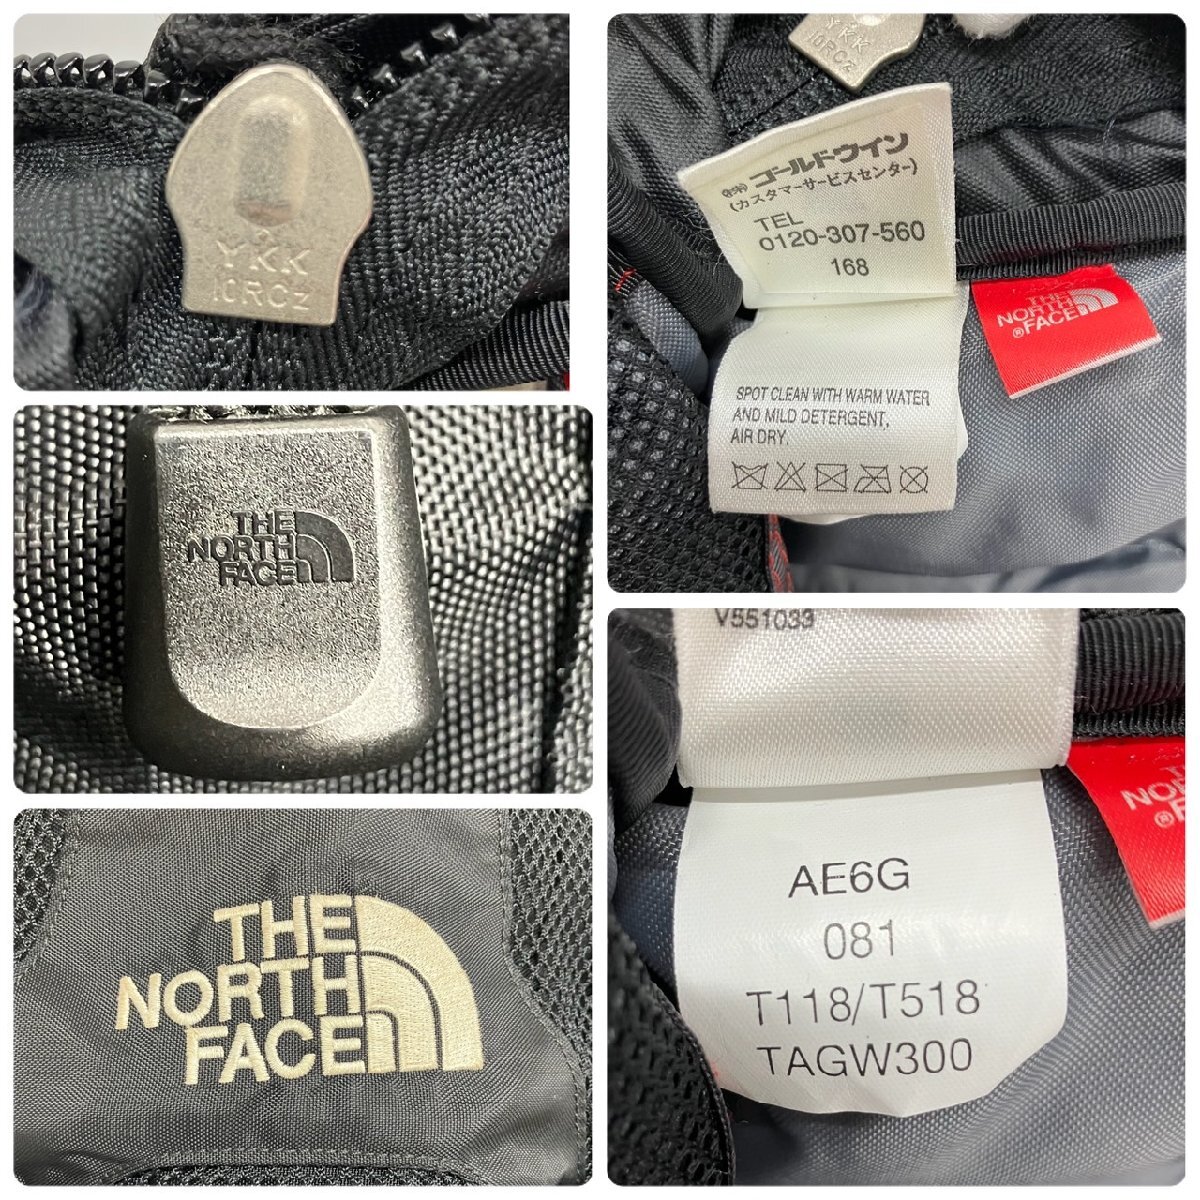 YKK
10RCz
THE
NORTH
FACE
THE
NORTH
FACE
YKK
10RCz
(株) ゴールドウイン
(カスタマーサービスセンター)
TEL
0120-307-560
168
SPOT CLEAN WITH WARM WATER
AND MILD DETERGENT,
AIR DRY.
THE
NORTH
®FACE
V551033
AE6G
081
T118/T518
TAGW300
NO
®F